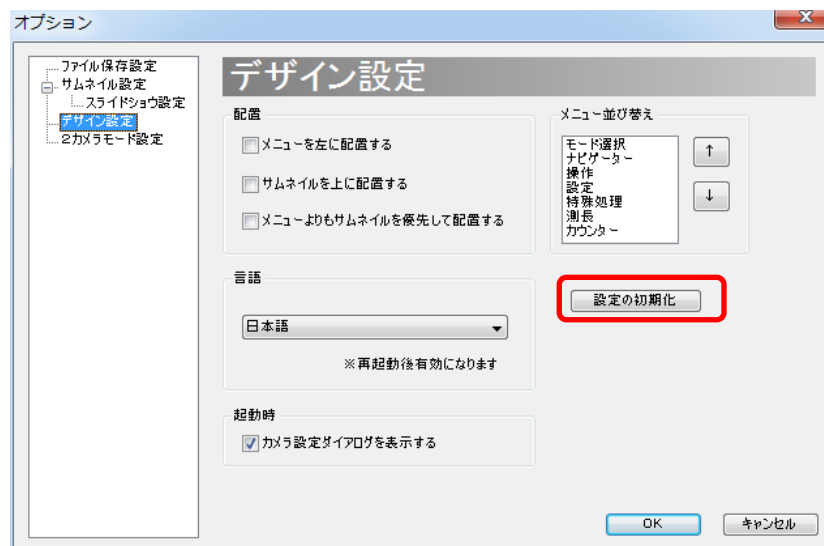 オプション
ファイル保存設定
サムネイル設定
スライドショウ設定
デザイン設定
2カメラモード設定
デザイン設定
配置
メニューを左に配置する
サムネイルを上に配置する
メニューよりもサムネイルを優先して配置する
メニュー並び替え
モード選択
ナビゲーター
操作
設定
特殊処理
測長
カウンター
↑
↓
言語
日本語
※再起動後有効になります
設定の初期化
起動時
カメラ設定ダイアログを表示する
OK
キャンセル